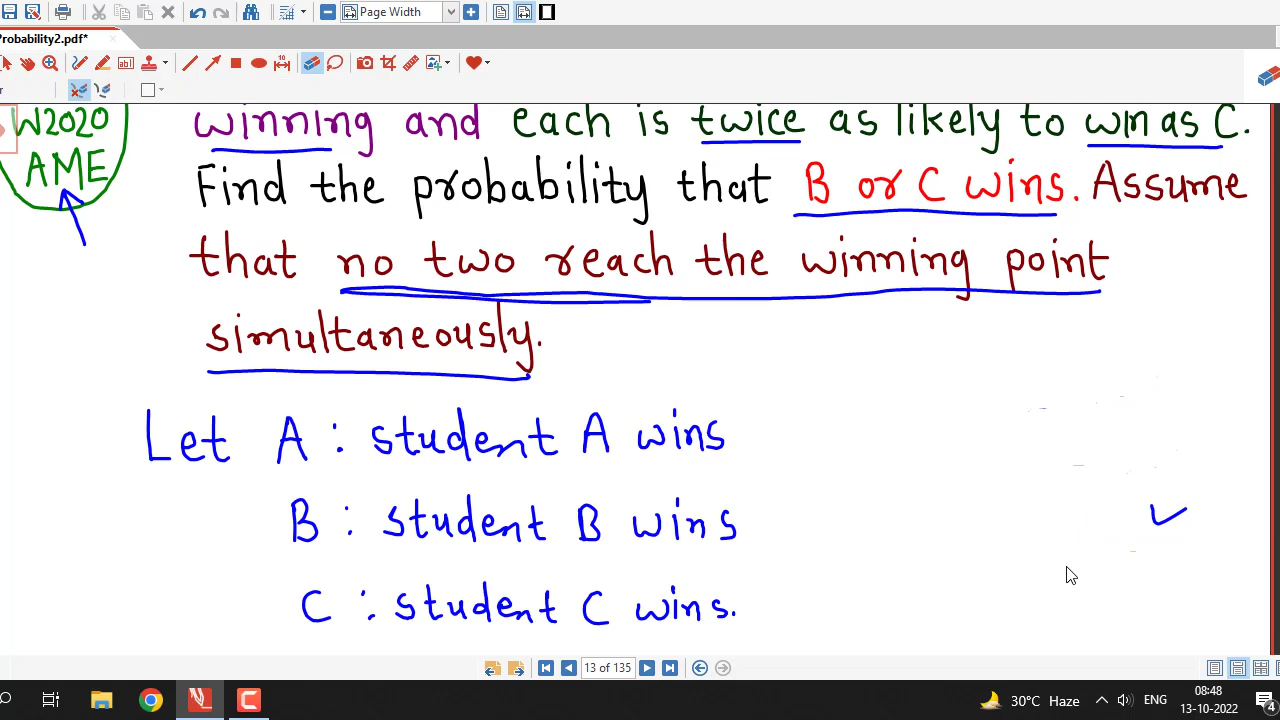 Page Width
Probability2.pdf*
W2020
AME
winning and each is twice as likely to win as C.
Find the probability that B or C wins. Assume
that no two reach the winning point
simultaneously.
Let A : student A wins
B : student B wins
C : student C wins.
13 of 135
30°C Haze
ENG
08:48
13-10-2022
4